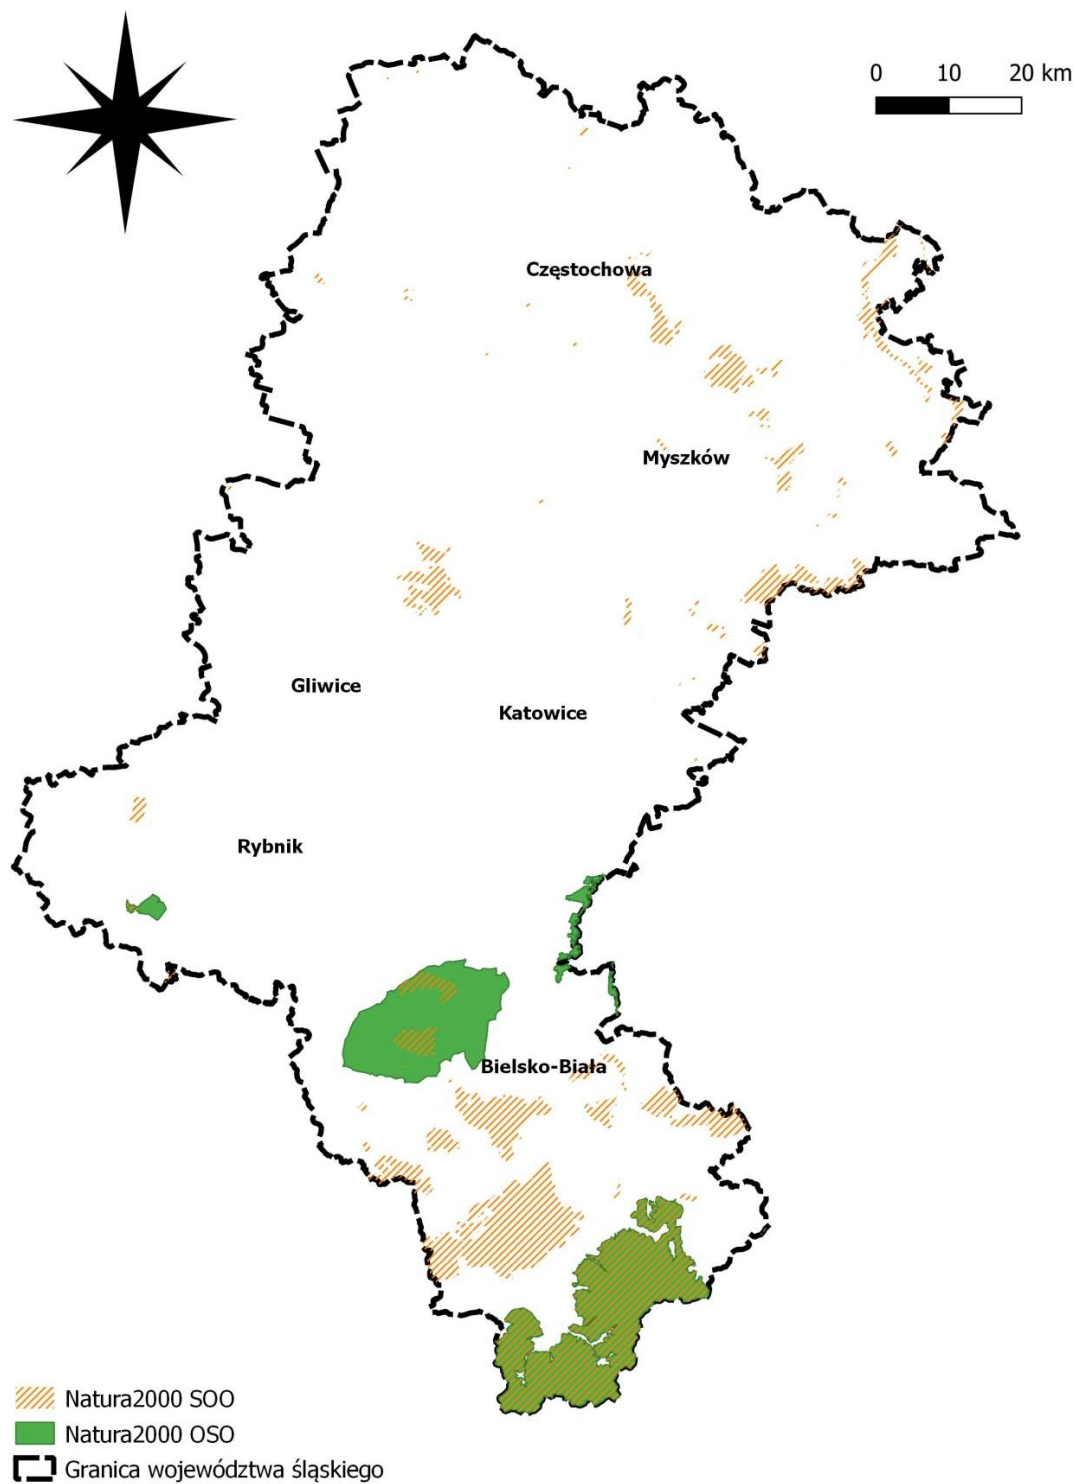 0 10 20 km
Częstochowa
Myszków
Gliwice
Katowice
Rybnik
Bielsko-Biała
Natura2000 SOO
Natura2000 OSO
Granica województwa śląskiego